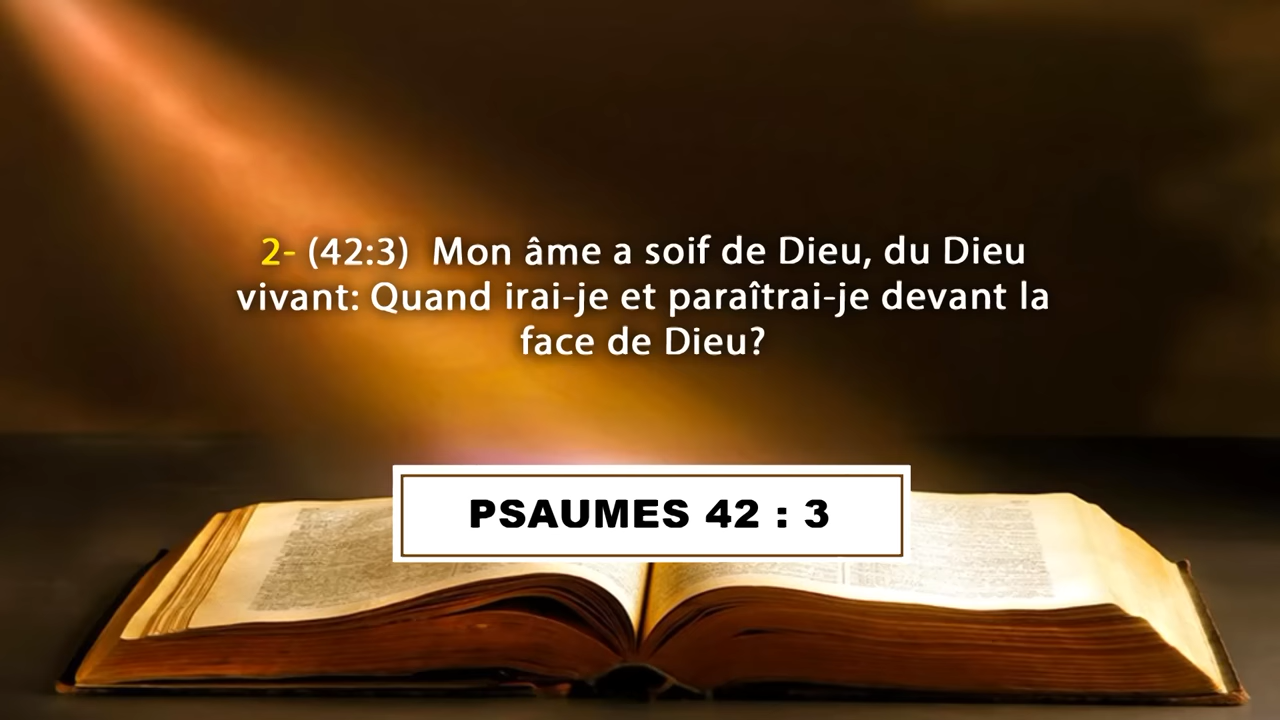 2- (42:3)  Mon âme a soif de Dieu, du Dieu
vivant: Quand irai-je et paraîtrai-je devant la
face de Dieu?
PSAUMES 42 : 3